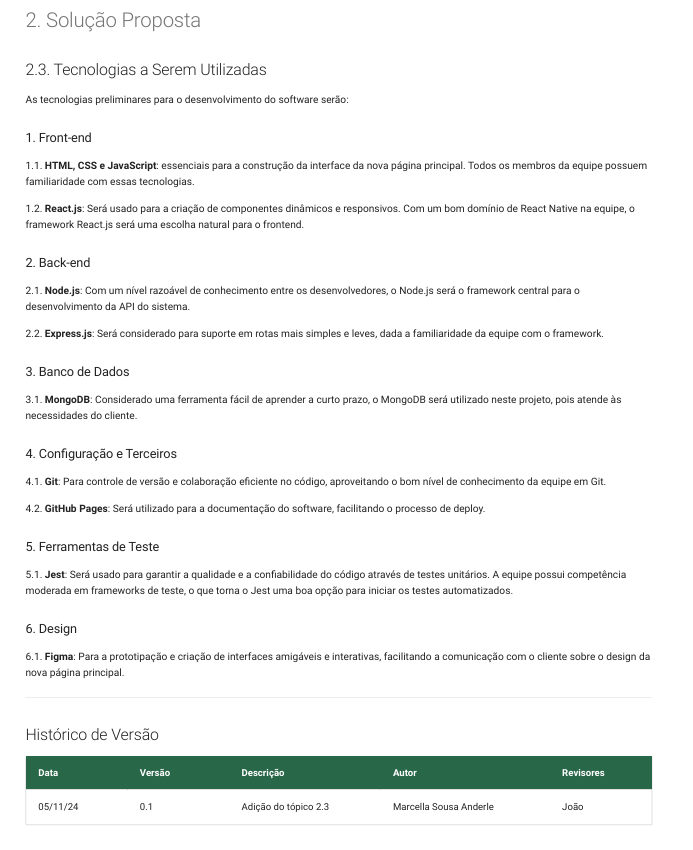 2. Solução Proposta
2.3. Tecnologias a Serem Utilizadas
As tecnologias preliminares para o desenvolvimento do software serão:
1. Front-end
1.1. HTML, CSS e JavaScript: essenciais para a construção da interface da nova página principal. Todos os membros da equipe possuem
familiaridade com essas tecnologias.
1.2. React.js: Será usado para a criação de componentes dinâmicos e responsivos. Com um bom domínio de React Native na equipe, o
framework React.js será uma escolha natural para o frontend.
2. Back-end
2.1. Node.js: Com um nível razoável de conhecimento entre os desenvolvedores, o Node.js será o framework central para o
desenvolvimento da API do sistema.
2.2. Express.js: Será considerado para suporte em rotas mais simples e leves, dada a familiaridade da equipe com o framework.
3. Banco de Dados
3.1. MongoDB: Considerado uma ferramenta fácil de aprender a curto prazo, o MongoDB será utilizado neste projeto, pois atende às
necessidades do cliente.
4. Configuração e Terceiros
4.1. Git: Para controle de versão e colaboração eficiente no código, aproveitando o bom nível de conhecimento da equipe em Git.
4.2. GitHub Pages: Será utilizado para a documentação do software, facilitando o processo de deploy.
5. Ferramentas de Teste
5.1. Jest: Será usado para garantir a qualidade e a confiabilidade do código através de testes unitários. A equipe possui competência
moderada em frameworks de teste, o que torna o Jest uma boa opção para iniciar os testes automatizados.
6. Design
6.1. Figma: Para a prototipação e criação de interfaces amigáveis e interativas, facilitando a comunicação com o cliente sobre o design da
nova página principal.
Histórico de Versão
Data Versão Descrição Autor Revisores
05/11/24 0.1 Adição do tópico 2.3 Marcella Sousa Anderle João